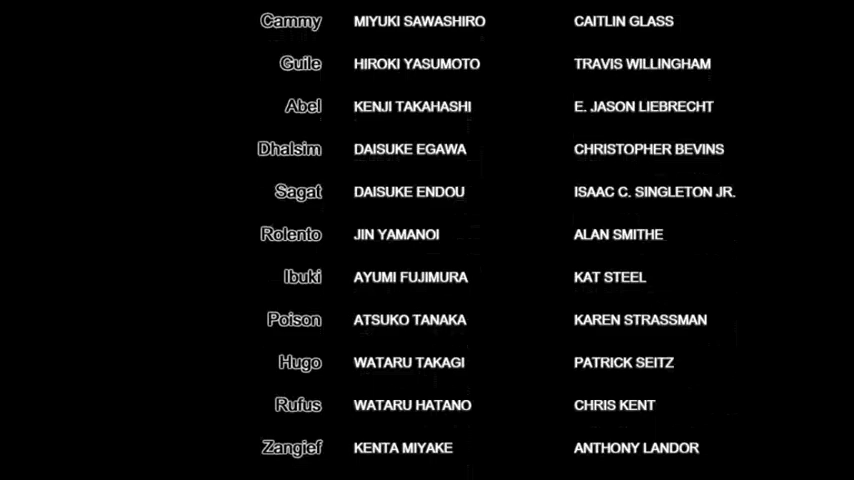 Cammy MIYUKI SAWASHIRO CAITLIN GLASS
Guile HIROKI YASUMOTO TRAVIS WILLINGHAM
Abel KENJI TAKAHASHI E. JASON LIEBRECHT
Dhalsim DAISUKE EGAWA CHRISTOPHER BEVINS
Sagat DAISUKE ENDOU ISAAC C. SINGLETON JR.
Rolento JIN YAMANOI ALAN SMITHE
Ibuki AYUMI FUJIMURA KAT STEEL
Poison ATSUKO TANAKA KAREN STRASSMAN
Hugo WATARU TAKAGI PATRICK SEITZ
Rufus WATARU HATANO CHRIS KENT
Zangief KENTA MIYAKE ANTHONY LANDOR